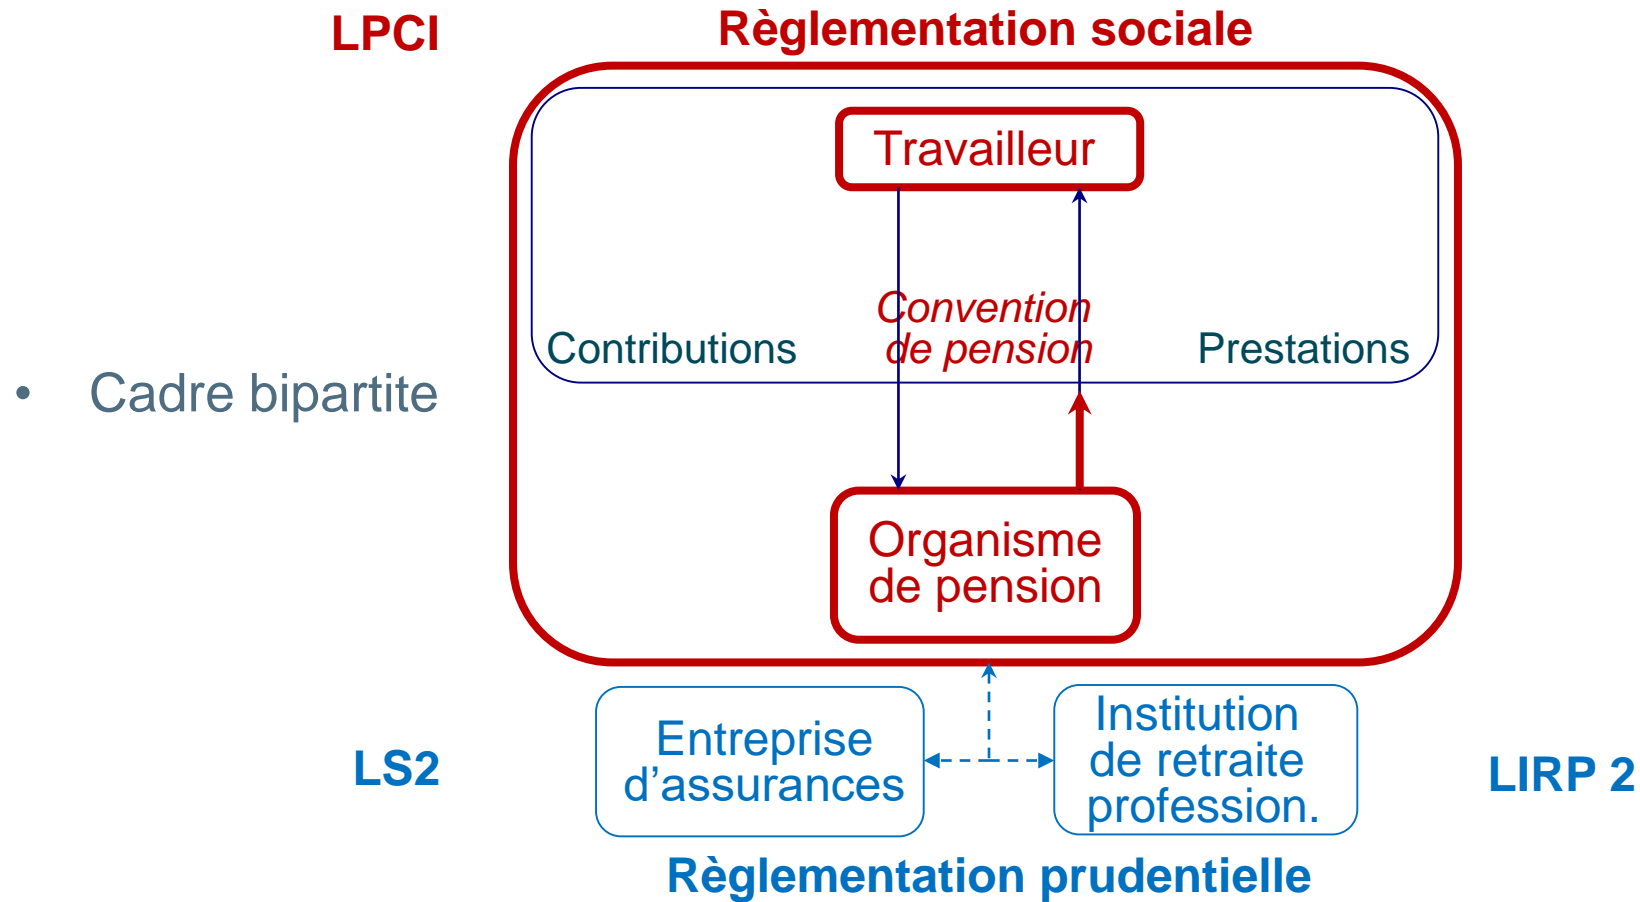 LPCI
Règlementation sociale
Travailleur
Convention
de pension
Contributions
Prestations
• Cadre bipartite
Organisme
de pension
Entreprise
d’assurances
Institution
de retraite
profession.
LS2
LIRP 2
Règlementation prudentielle